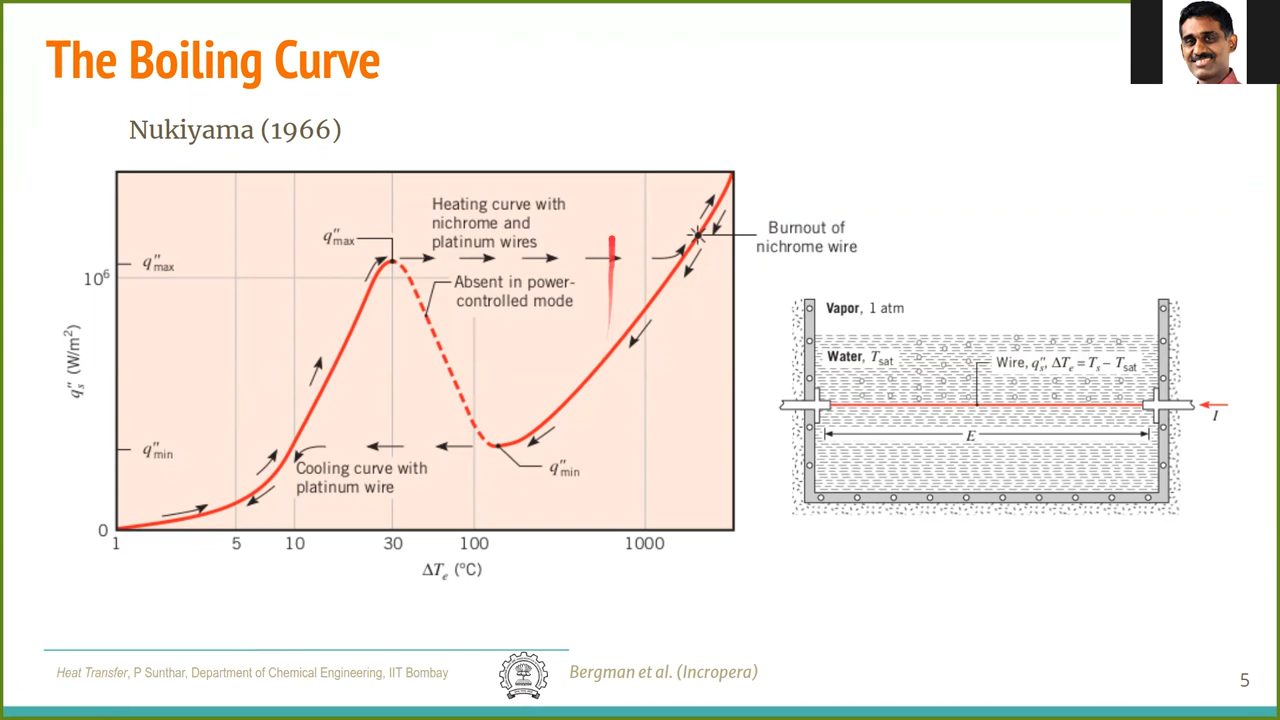 The Boiling Curve
Nukiyama (1966)
q″s (W/m²)
10⁶
0
q″max
q″min
q″max
Heating curve with
nichrome and
platinum wires
Absent in power-
controlled mode
Burnout of
nichrome wire
Cooling curve with
platinum wire
q″min
1
5
10
30
100
1000
ΔTe (°C)
Vapor, 1 atm
Water, Tsat
Wire, q″s, ΔTe = Ts – Tsat
I
E
Heat Transfer, P Sunthar, Department of Chemical Engineering, IIT Bombay
Bergman et al. (Incropera)
5